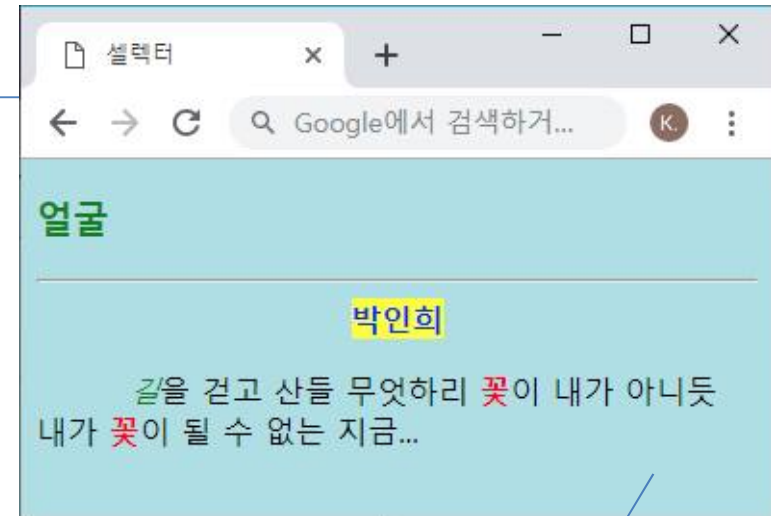 셀렉터
Google에서 검색하거...
K.
얼굴
박인희
길을 걷고 산들 무엇하리 꽃이 내가 아니듯
내가 꽃이 될 수 없는 지금...